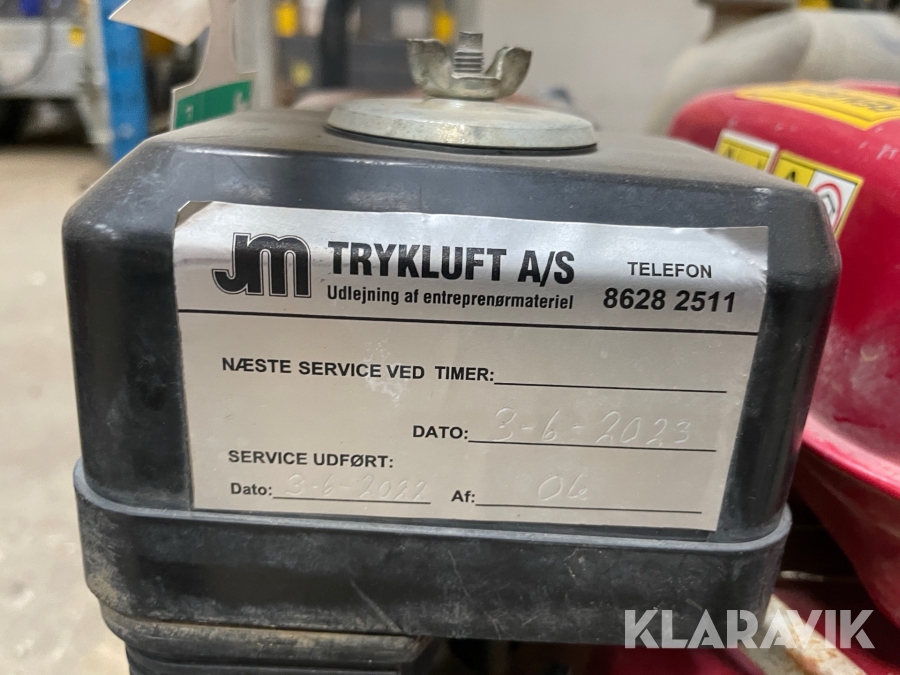 JM TRYKLUFT A/S TELEFON
Udlejning af entreprenørmateriel 8628 2511
NÆSTE SERVICE VED TIMER:
DATO: 3-6-2023
SERVICE UDFØRT:
Dato: 3-6-2022 Af:
KLARAVIK